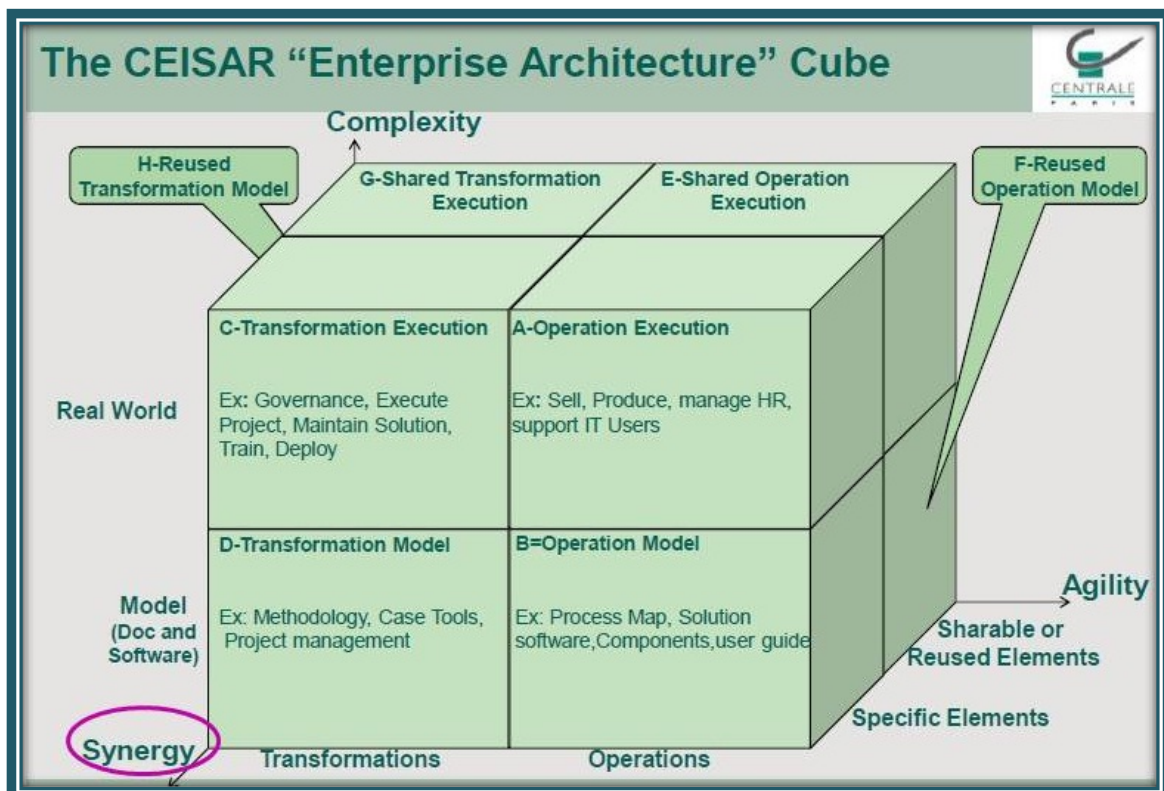 The CEISAR “Enterprise Architecture” Cube
CENTRALE
PARIS
Complexity
H-Reused
Transformation Model
G-Shared Transformation
Execution
E-Shared Operation
Execution
F-Reused
Operation Model
C-Transformation Execution
A-Operation Execution
Real World
Ex: Governance, Execute
Project, Maintain Solution,
Train, Deploy
Ex: Sell, Produce, manage HR,
support IT Users
D-Transformation Model
B=Operation Model
Model
(Doc and
Software)
Ex: Methodology, Case Tools,
Project management
Ex: Process Map, Solution
software,Components,user guide
Agility
Sharable or
Reused Elements
Specific Elements
Synergy
Transformations
Operations